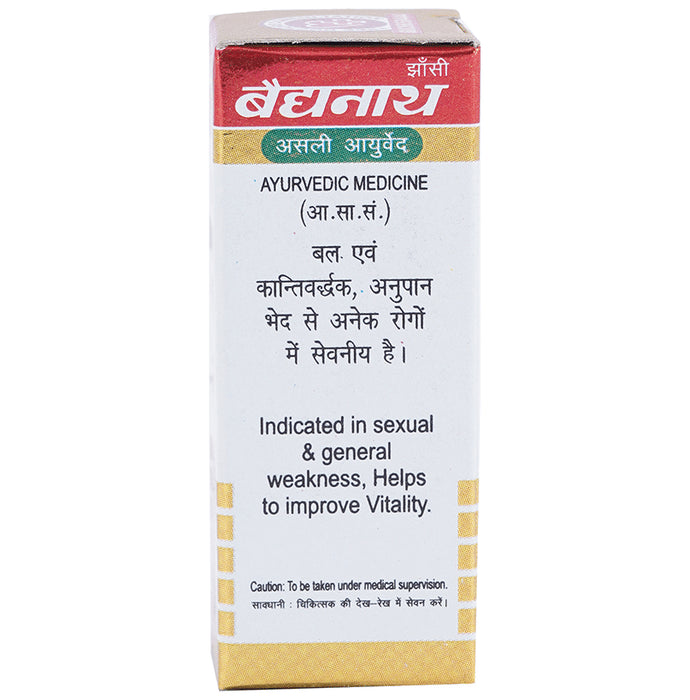 झाँसी
बैद्यनाथ
असली आयुर्वेद
AYURVEDIC MEDICINE
(आ.सा.सं.)
बल एवं
कान्तिवर्द्धक, अनुपान
भेद से अनेक रोगों
में सेवनीय है।
Indicated in sexual
& general
weakness, Helps
to improve Vitality.
Caution: To be taken under medical supervision.
सावधानी : चिकित्सक की देख-रेख में सेवन करें।